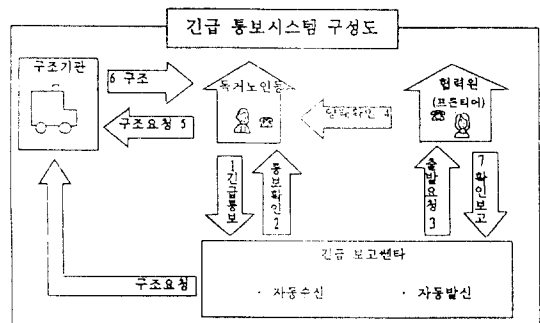 긴급 통보시스템 구성도
구조기관
6 구조
구조요청 5
독거노인등
협력원
(프론티어)
1 긴급통보
통보확인 2
출발요청 3
7 확인보고
긴급 보고쎈타
· 자동수신
· 자동발신
구조요청